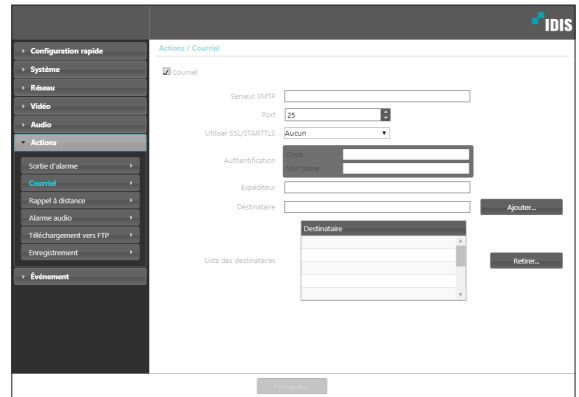 IDIS
Configuration rapide
Système
Réseau
Vidéo
Audio
Actions
Sortie d'alarme
Courriel
Rappel à distance
Alarme audio
Téléchargement vers FTP
Enregistrement
Événement
Actions / Courriel
Courriel
Serveur SMTP
Port 25
Utiliser SSL/STARTTLS Aucun
Authentification
Mot passe
Expéditeur
Destinataire Ajouter...
Destinataire
Liste des destinataires Retirer...